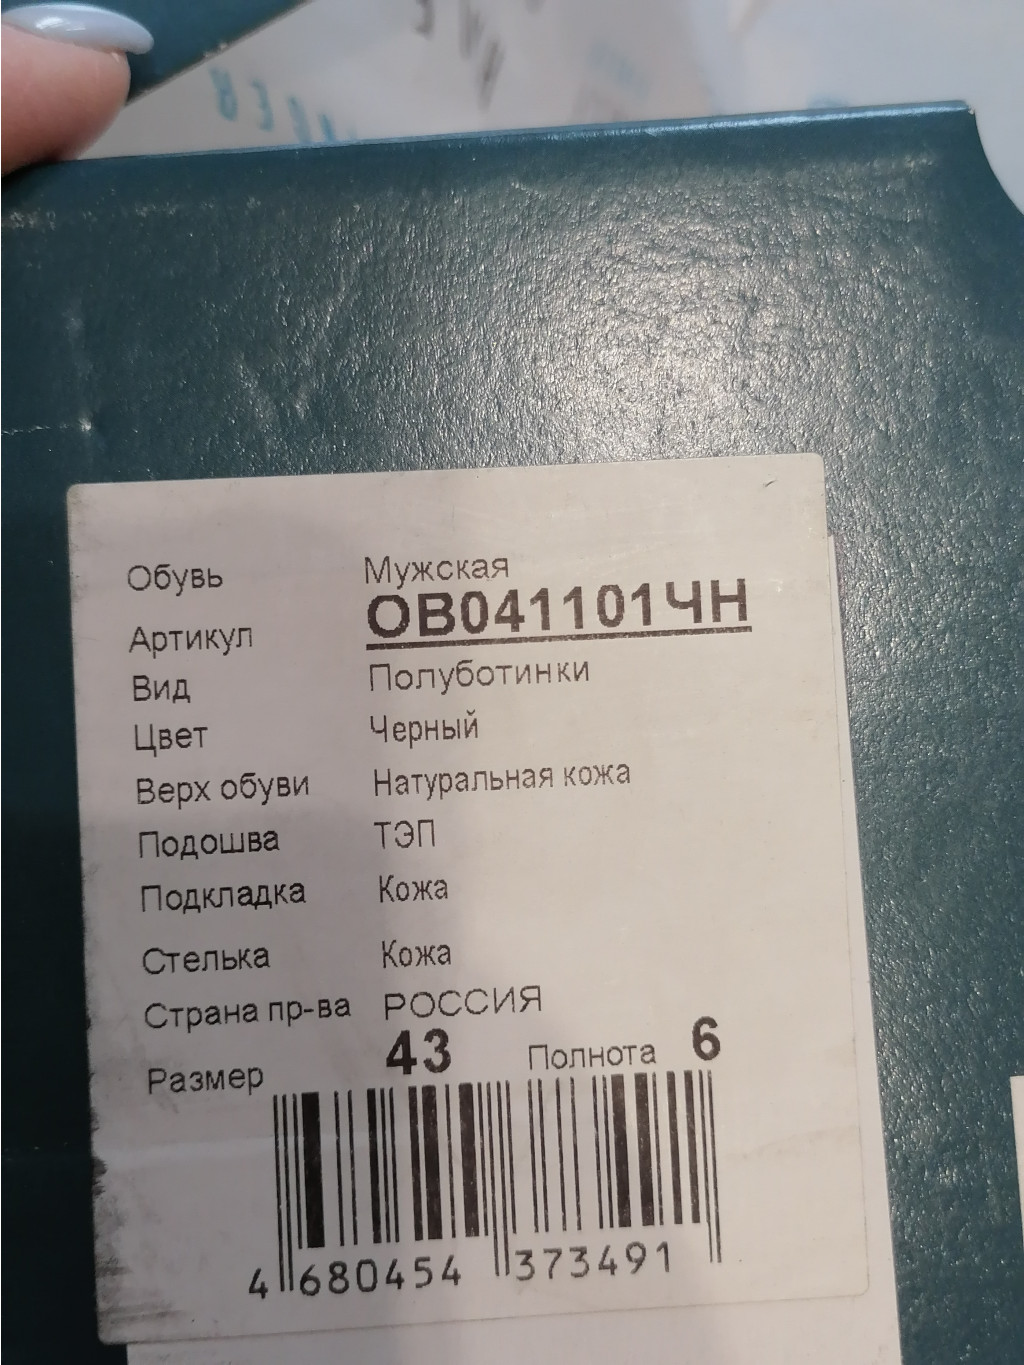 Обувь Мужская
Артикул ОВ041101ЧН
Вид Полуботинки
Цвет Черный
Верх обуви Натуральная кожа
Подошва ТЭП
Подкладка Кожа
Стелька Кожа
Страна пр-ва РОССИЯ
Размер 43 Полнота 6
4 680454 373491